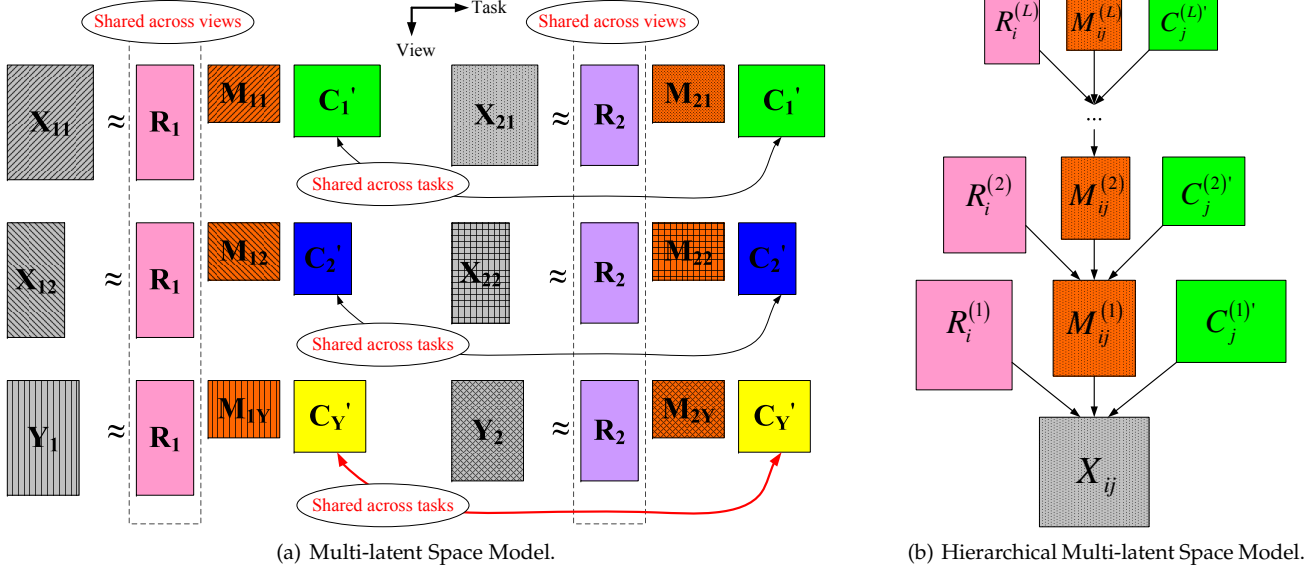 Shared across views
Task
View
Shared across views
X₁₁ ≈ R₁ M₁₁ C₁' X₂₁ ≈ R₂ M₂₁ C₁'
Shared across tasks
X₁₂ ≈ R₁ M₁₂ C₂' X₂₂ ≈ R₂ M₂₂ C₂'
Shared across tasks
Y₁ ≈ R₁ M₁Y C_Y' Y₂ ≈ R₂ M₂Y C_Y'
Shared across tasks
(a) Multi-latent Space Model.
R_i^(L) M_ij^(L) C_j^(L)'
...
R_i^(2) M_ij^(2) C_j^(2)'
R_i^(1) M_ij^(1) C_j^(1)'
X_ij
(b) Hierarchical Multi-latent Space Model.